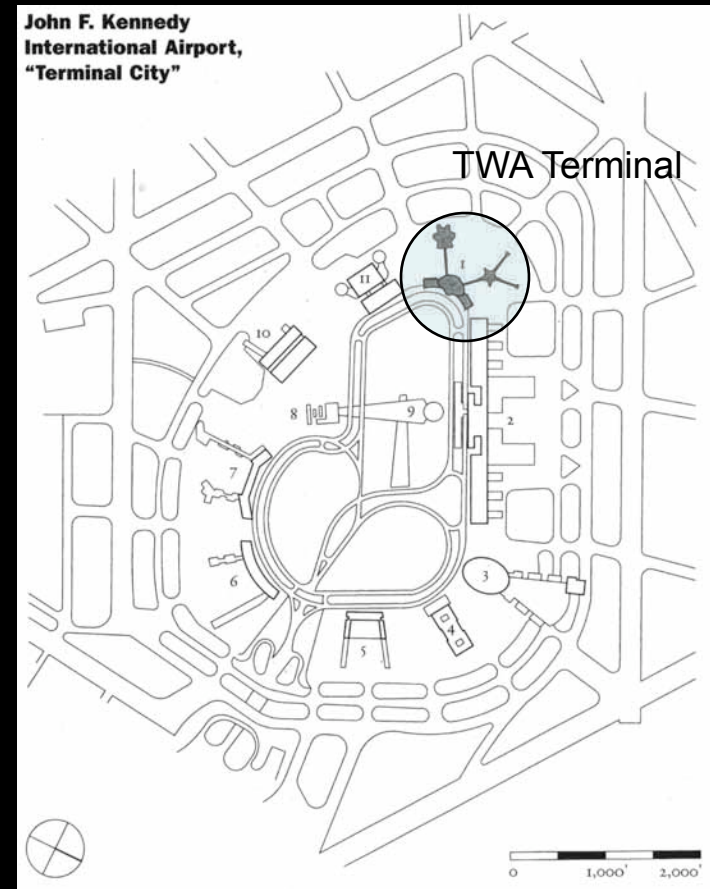 John F. Kennedy
International Airport,
“Terminal City”
TWA Terminal
1
11
10
8
9
2
7
3
6
4
5
0 1,000' 2,000'